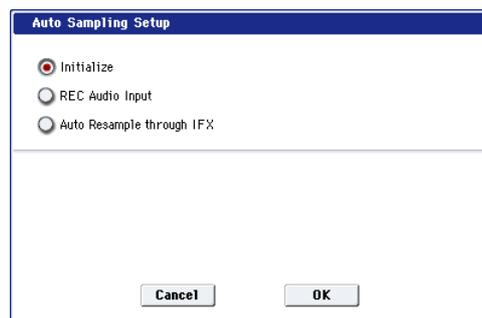 Auto Sampling Setup
Initialize
REC Audio Input
Auto Resample through IFX
Cancel OK